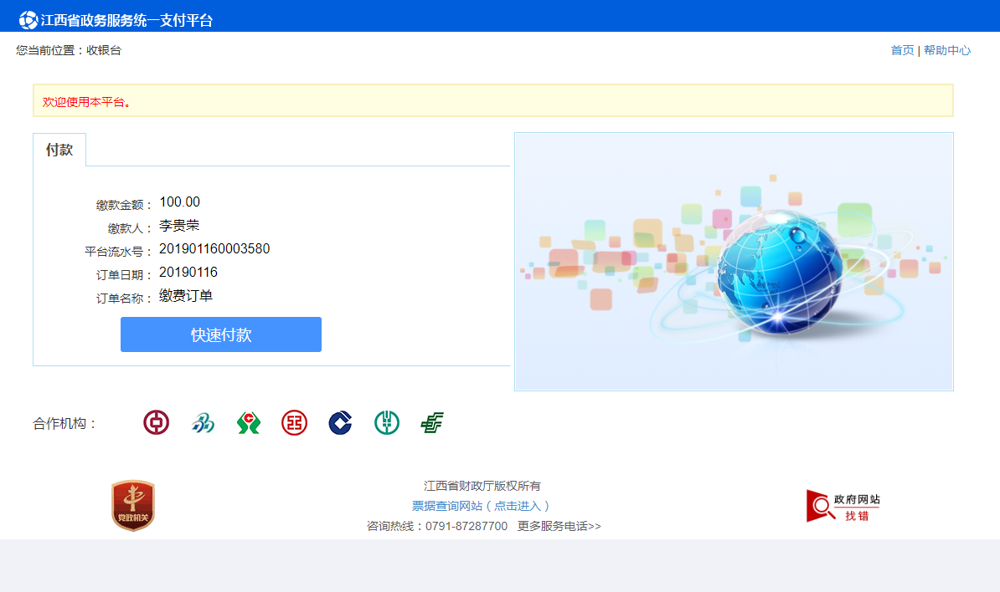 江西省政务服务统一支付平台
您当前位置：收银台
首页 | 帮助中心
欢迎使用本平台。
付款
缴款金额： 100.00
缴款人： 李贵荣
平台流水号： 201901160003580
订单日期： 20190116
订单名称： 缴费订单
快速付款
合作机构：
江西省财政厅版权所有
票据查询网站（点击进入）
咨询热线：0791-87287700 更多服务电话>>
党政机关
政府网站
找错